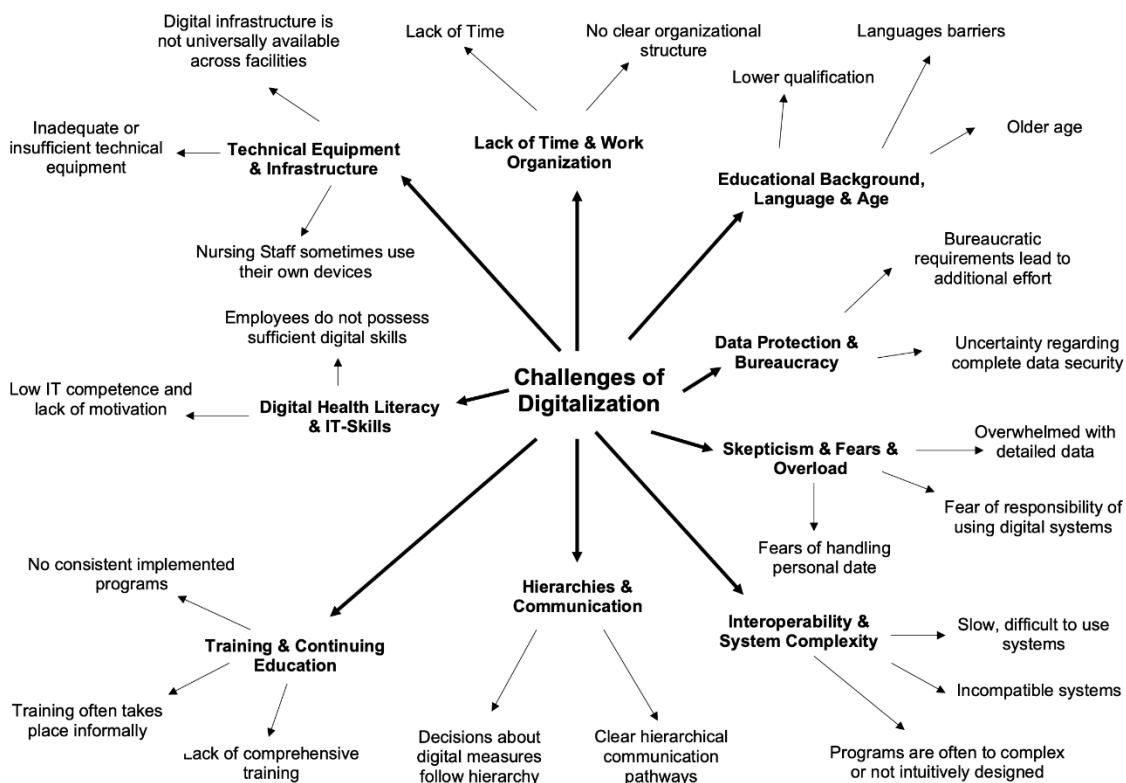 Digital infrastructure is
not universally available
across facilities
Lack of Time
No clear organizational
structure
Languages barriers
Lower qualification
Older age
Inadequate or
insufficient technical
equipment
Technical Equipment
& Infrastructure
Lack of Time & Work
Organization
Educational Background,
Language & Age
Nursing Staff sometimes use
their own devices
Bureaucratic
requirements lead to
additional effort
Employees do not possess
sufficient digital skills
Data Protection &
Bureaucracy
Uncertainty regarding
complete data security
Challenges of
Digitalization
Low IT competence and
lack of motivation
Digital Health Literacy
& IT-Skills
Skepticism & Fears &
Overload
Overwhelmed with
detailed data
Fear of responsibility of
using digital systems
Fears of handling
personal date
No consistent implemented
programs
Hierarchies &
Communication
Interoperability &
System Complexity
Slow, difficult to use
systems
Training & Continuing
Education
Incompatible systems
Training often takes
place informally
Lack of comprehensive
training
Decisions about
digital measures
follow hierarchy
Clear hierarchical
communication
pathways
Programs are often to complex
or not intuitively designed